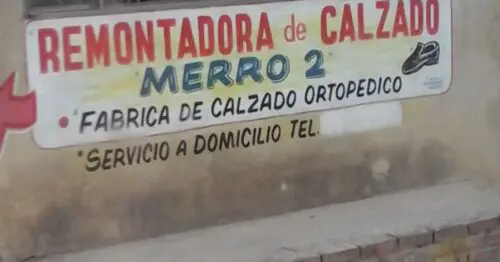 REMONTADORA de CALZADO
MERRO 2
• FABRICA DE CALZADO ORTOPEDICO
*SERVICIO A DOMICILIO TEL.